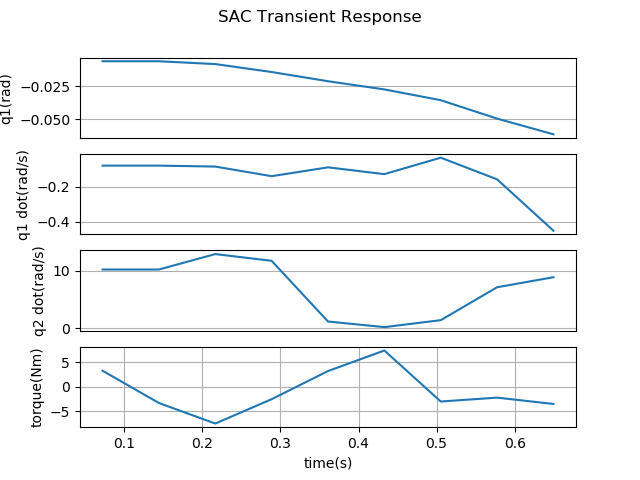 SAC Transient Response
q1(rad)
−0.025
−0.050
q1 dot(rad/s)
−0.2
−0.4
q2 dot(rad/s)
10
0
torque(Nm)
5
0
−5
0.1 0.2 0.3 0.4 0.5 0.6
time(s)